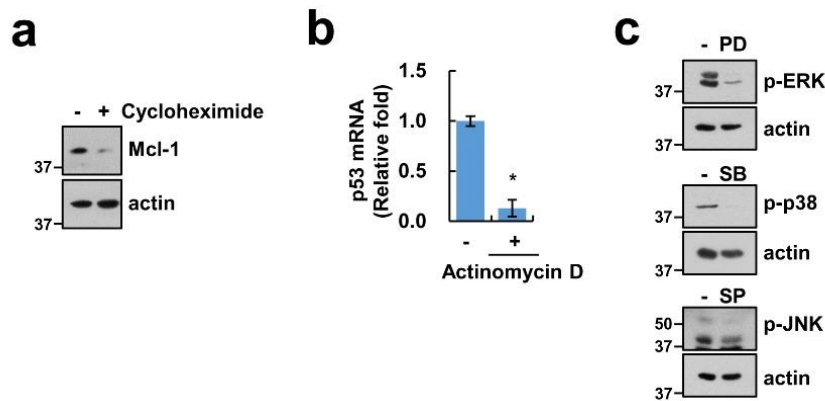 a
- + Cycloheximide
Mcl-1
37
actin
37
b
p53 mRNA
(Relative fold)
1.5
1.0
0.5
0.0
*
- +
Actinomycin D
c
- PD
p-ERK
37
actin
37
- SB
p-p38
37
actin
37
- SP
50
p-JNK
37
actin
37